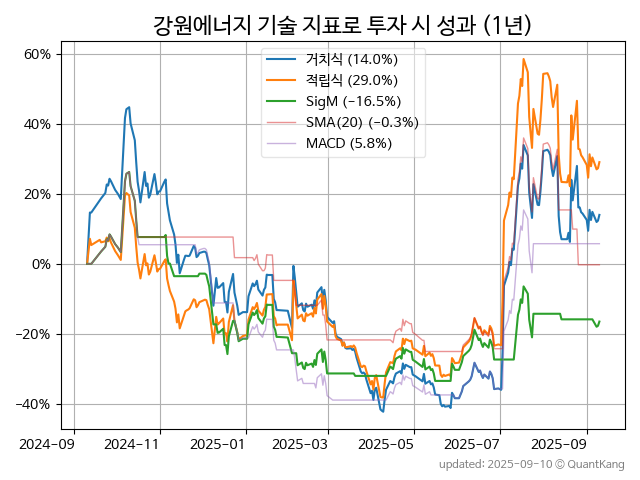 강원에너지 기술 지표로 투자 시 성과 (1년)
거치식 (14.0%)
적립식 (29.0%)
SigM (−16.5%)
SMA(20) (−0.3%)
MACD (5.8%)
60%
40%
20%
0%
−20%
−40%
2024-09 2024-11 2025-01 2025-03 2025-05 2025-07 2025-09
updated: 2025-09-10 © QuantKang